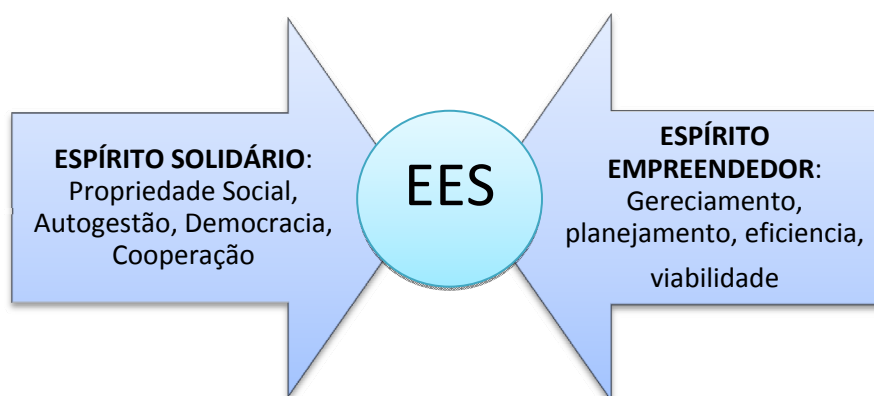 ESPÍRITO SOLIDÁRIO:
Propriedade Social,
Autogestão, Democracia,
Cooperação
EES
ESPÍRITO
EMPREENDEDOR:
Gereciamento,
planejamento, eficiencia,
viabilidade